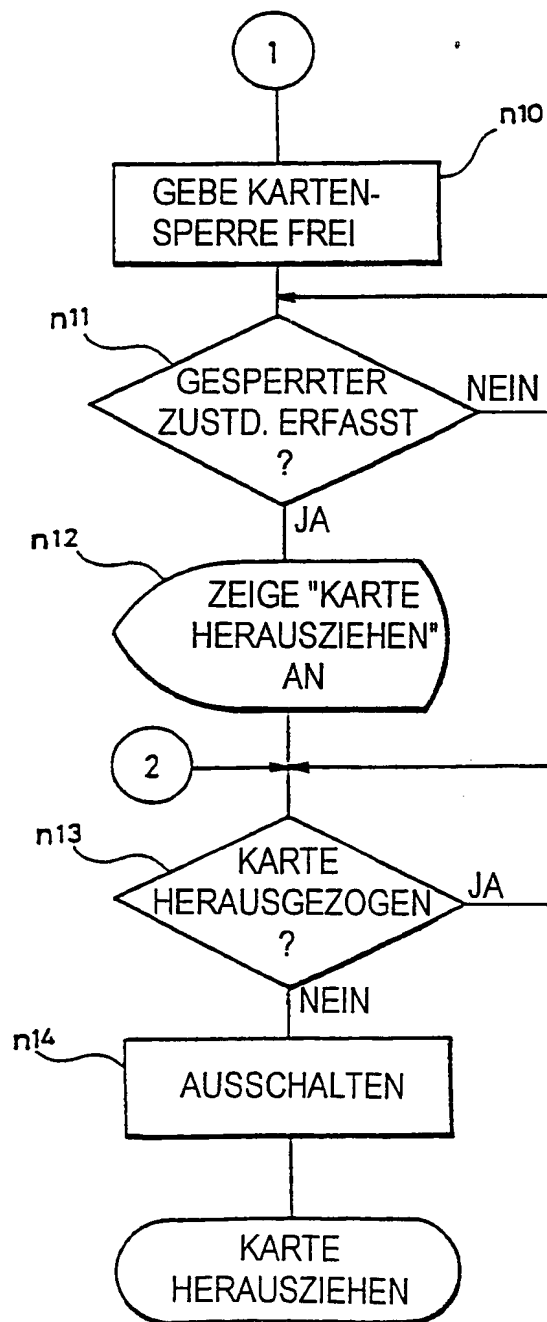 1
n10
GEBE KARTEN-
SPERRE FREI
n11
GESPERRTER
ZUSTD. ERFASST
?
NEIN
JA
n12
ZEIGE "KARTE
HERAUSZIEHEN"
AN
2
n13
KARTE
HERAUSGEZOGEN
?
JA
NEIN
n14
AUSSCHALTEN
KARTE
HERAUSZIEHEN